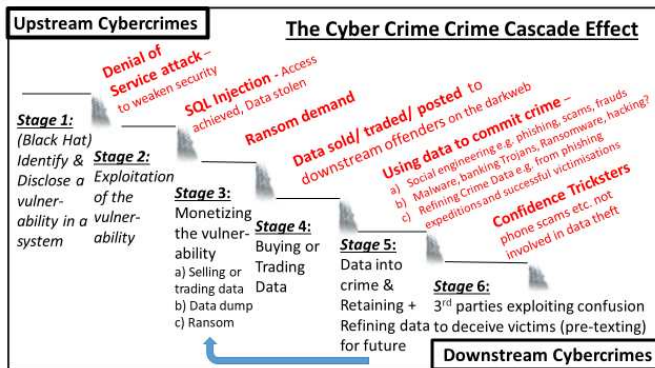 Upstream Cybercrimes
The Cyber Crime Crime Cascade Effect
Denial of
Service attack –
to weaken security
SQL Injection - Access
achieved, Data stolen
Ransom demand
Data sold/ traded/ posted to
downstream offenders on the darkweb
Using data to commit crime –
a) Social engineering e.g. phishing, scams, frauds
b) Malware, banking Trojans, Ransomware, hacking?
c) Refining Crime Data e.g. from phishing
expeditions and successful victimisations
Confidence Tricksters
phone scams etc. not
involved in data theft
Stage 1:
(Black Hat)
Identify &
Disclose a
vulner-
ability in a
system
Stage 2:
Exploitation
of the
vulner-
ability
Stage 3:
Monetizing
the vulner-
ability
a) Selling or
trading data
b) Data dump
c) Ransom
Stage 4:
Buying or
Trading
Data
Stage 5:
Data into
crime &
Retaining +
Refining data
for future
Stage 6:
3rd parties exploiting confusion
to deceive victims (pre-texting)
Downstream Cybercrimes